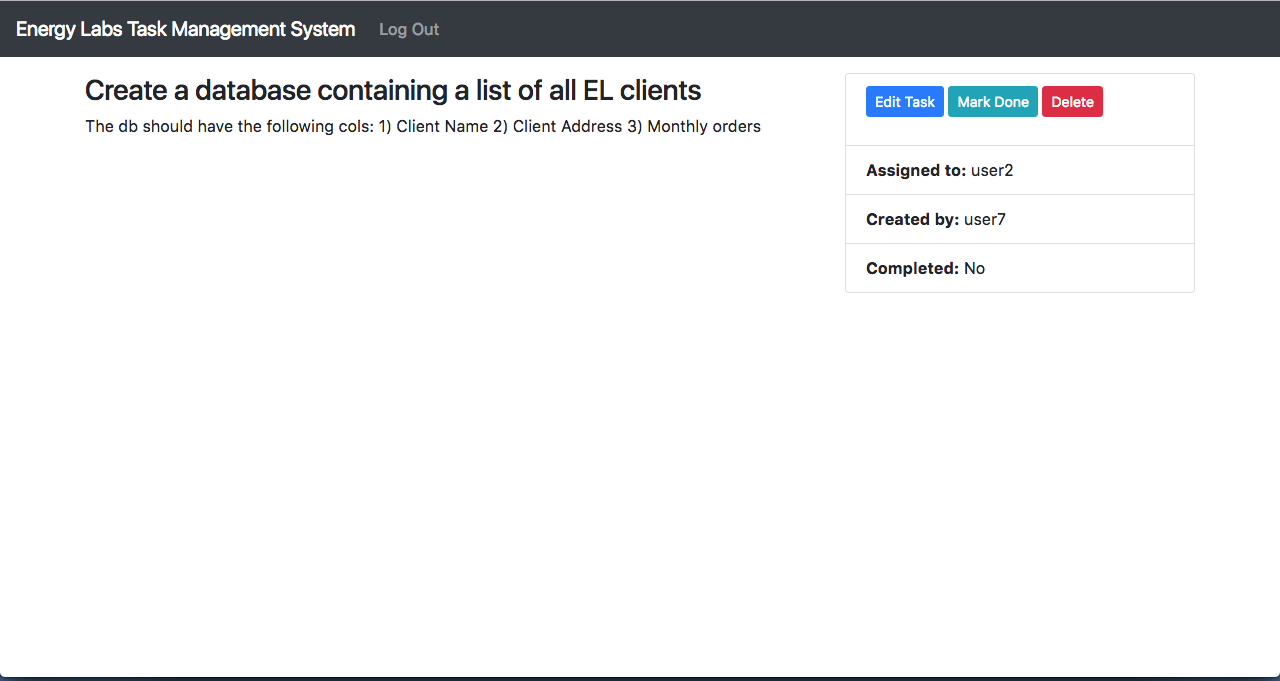 Energy Labs Task Management System Log Out
Create a database containing a list of all EL clients
The db should have the following cols: 1) Client Name 2) Client Address 3) Monthly orders
Edit Task Mark Done Delete
Assigned to: user2
Created by: user7
Completed: No